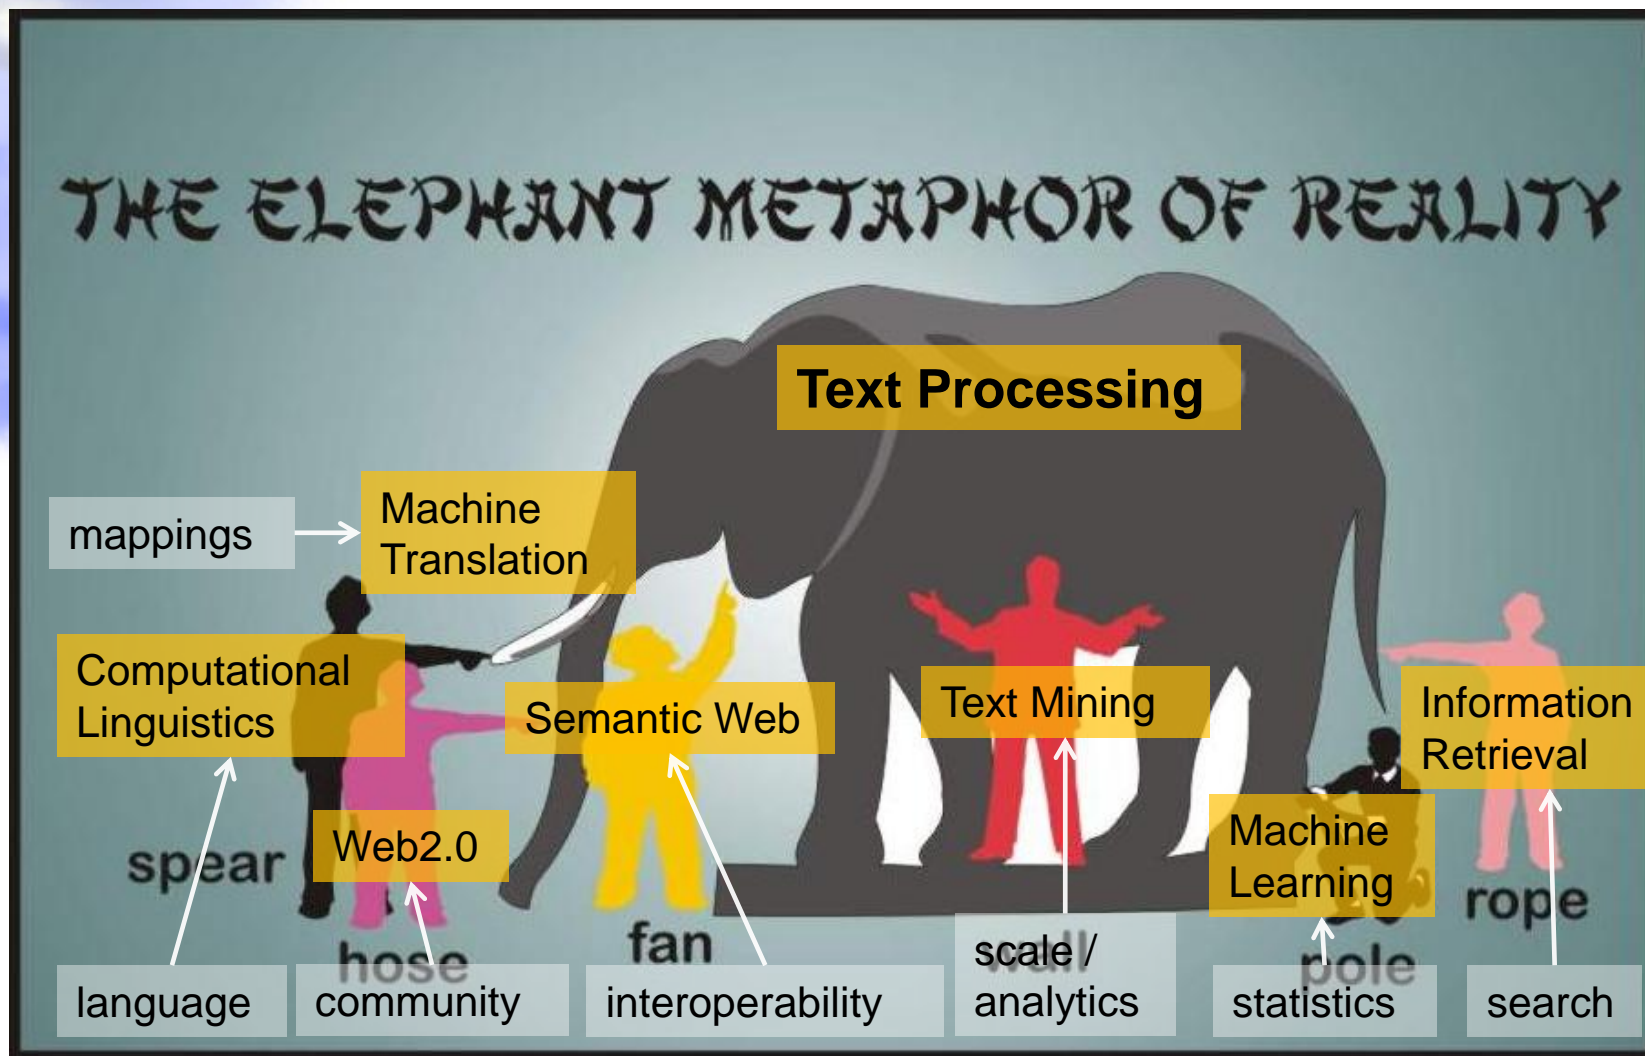 THE ELEPHANT METAPHOR OF REALITY
Text Processing
mappings
Machine
Translation
Computational
Linguistics
Semantic Web
Text Mining
Information
Retrieval
Web2.0
Machine
Learning
spear
hose
fan
wall
pole
rope
language
community
interoperability
scale /
analytics
statistics
search